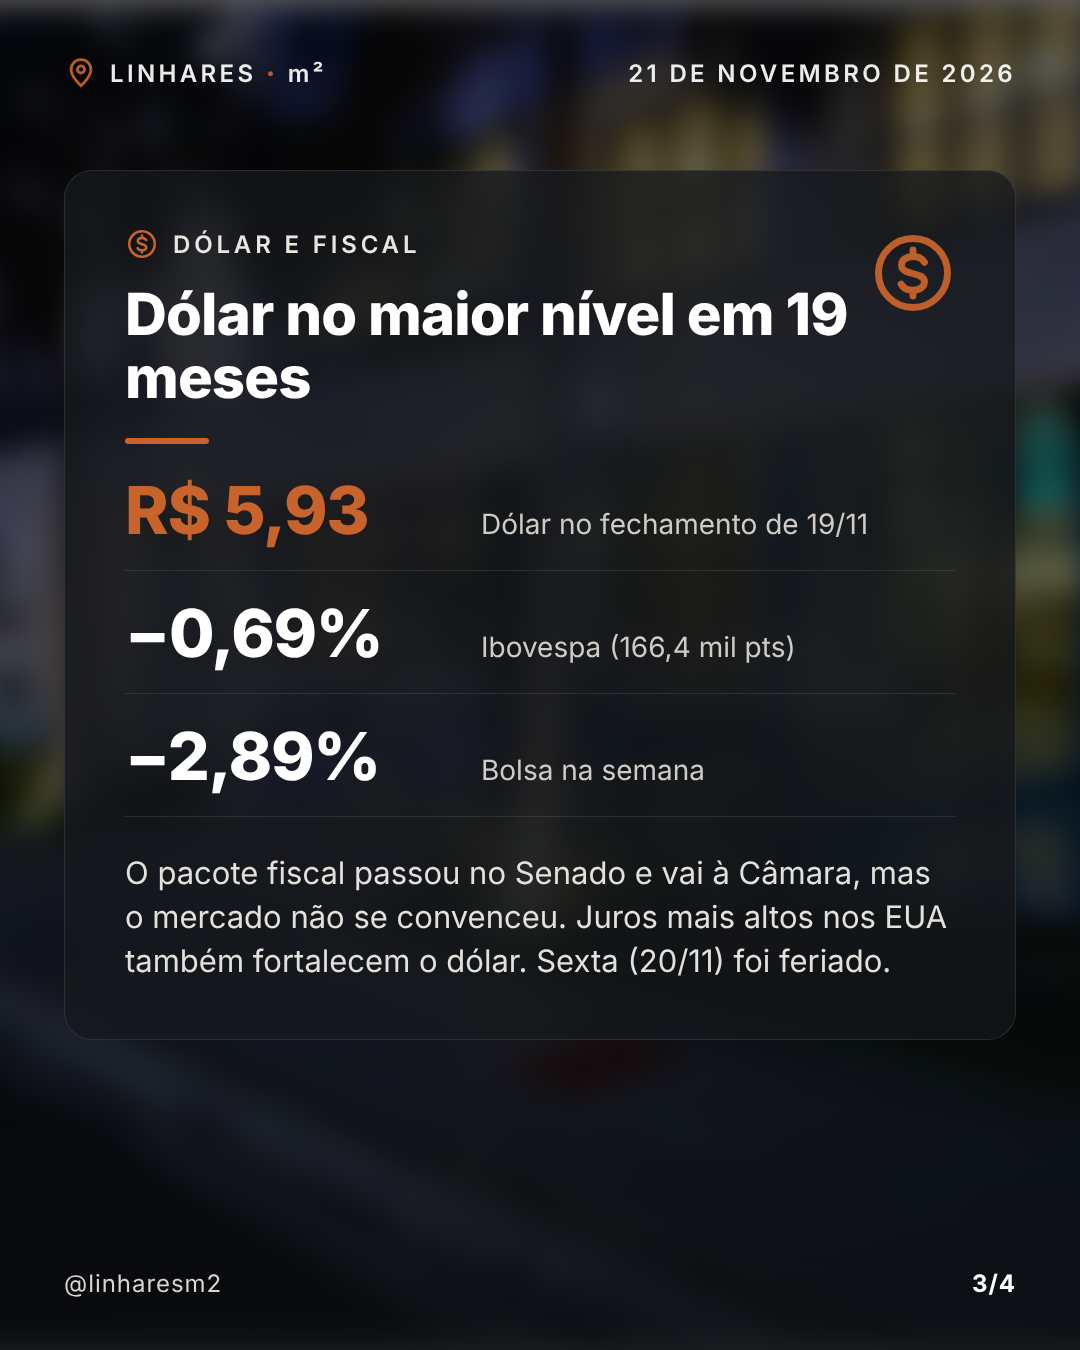 LINHARES · m²
21 DE NOVEMBRO DE 2026
DÓLAR E FISCAL
Dólar no maior nível em 19
meses
R$ 5,93
Dólar no fechamento de 19/11
−0,69%
Ibovespa (166,4 mil pts)
−2,89%
Bolsa na semana
O pacote fiscal passou no Senado e vai à Câmara, mas
o mercado não se convenceu. Juros mais altos nos EUA
também fortalecem o dólar. Sexta (20/11) foi feriado.
@linharesm2
3/4